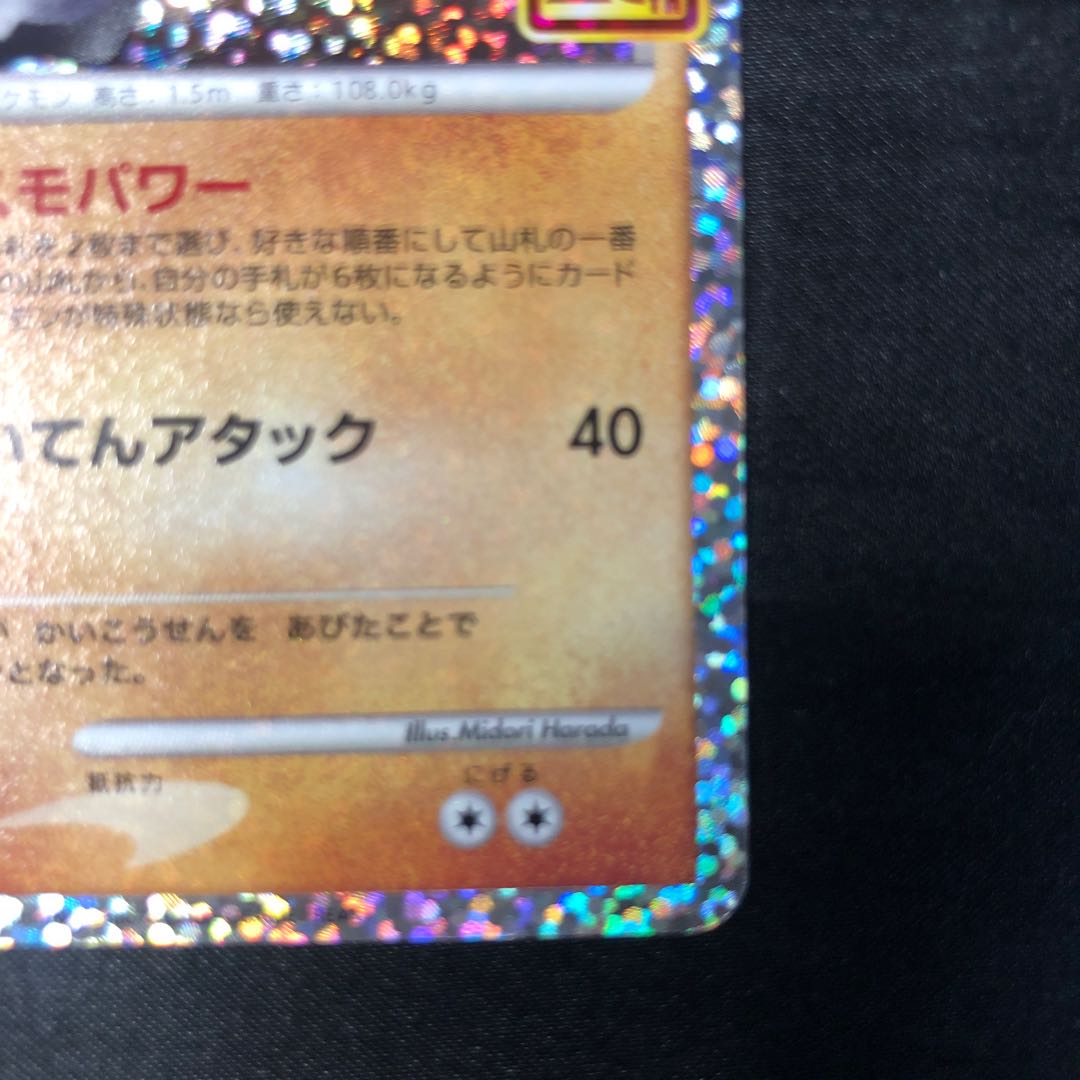 ケモン 高さ：1.5m 重さ：108.0kg
スモパワー
札を2枚まで選び、好きな順番にして山札の一番
の山札から、自分の手札が6枚になるようにカード
モンが特殊状態なら使えない。
いてんアタック 40
かいこうせんを あびたことで
となった。
Illus.Midori Harada
抵抗力 にげる